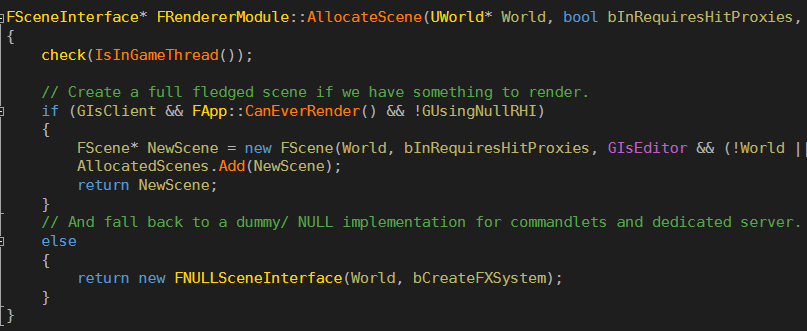 FSceneInterface* FRendererModule::AllocateScene(UWorld* World, bool bInRequiresHitProxies,
{
    check(IsInGameThread());

    // Create a full fledged scene if we have something to render.
    if (GIsClient && FApp::CanEverRender() && !GUsingNullRHI)
    {
        FScene* NewScene = new FScene(World, bInRequiresHitProxies, GIsEditor && (!World ||
        AllocatedScenes.Add(NewScene);
        return NewScene;
    }
    // And fall back to a dummy/ NULL implementation for commandlets and dedicated server.
    else
    {
        return new FNULLSceneInterface(World, bCreateFXSystem);
    }
}